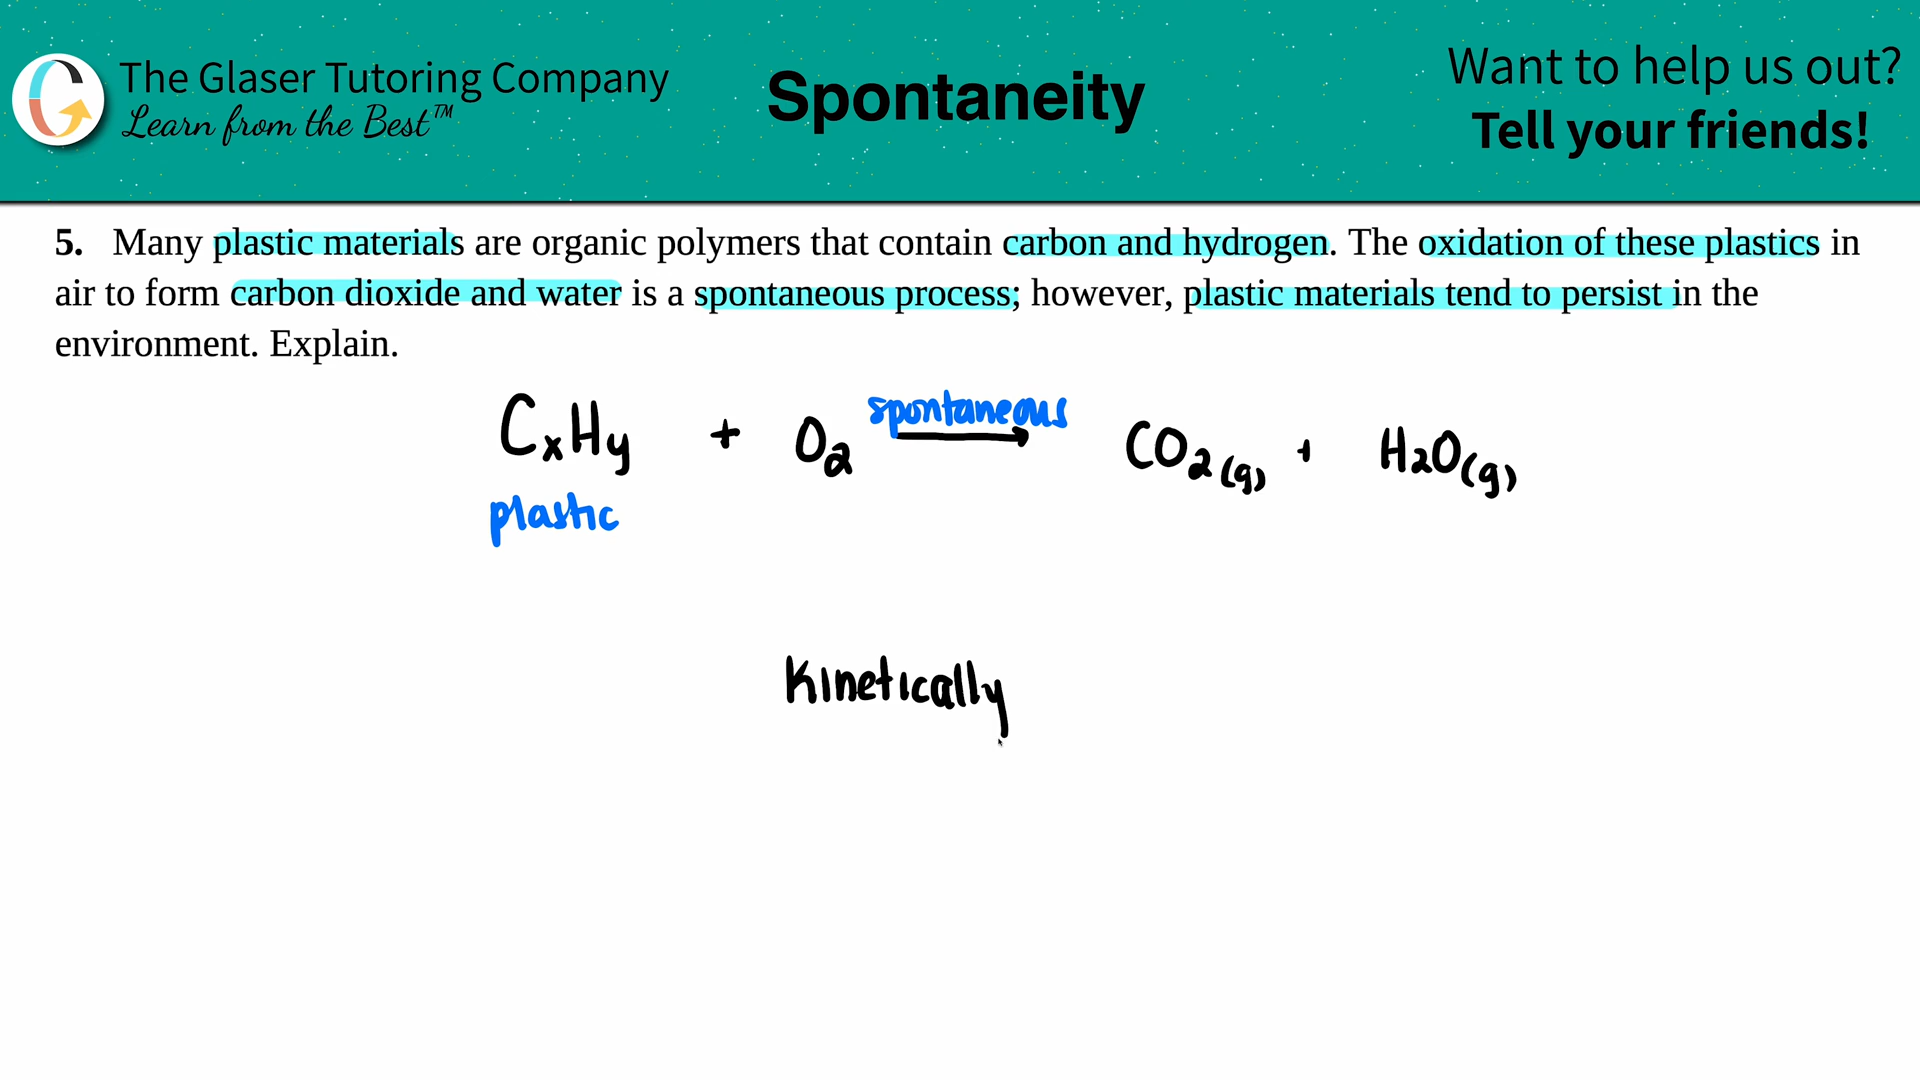 The Glaser Tutoring Company
Learn from the Best™
Spontaneity
Want to help us out?
Tell your friends!
5. Many plastic materials are organic polymers that contain carbon and hydrogen. The oxidation of these plastics in
air to form carbon dioxide and water is a spontaneous process; however, plastic materials tend to persist in the
environment. Explain.
CxHy + O2 spontaneous → CO2(g) + H2O(g)
plastic
Kinetically